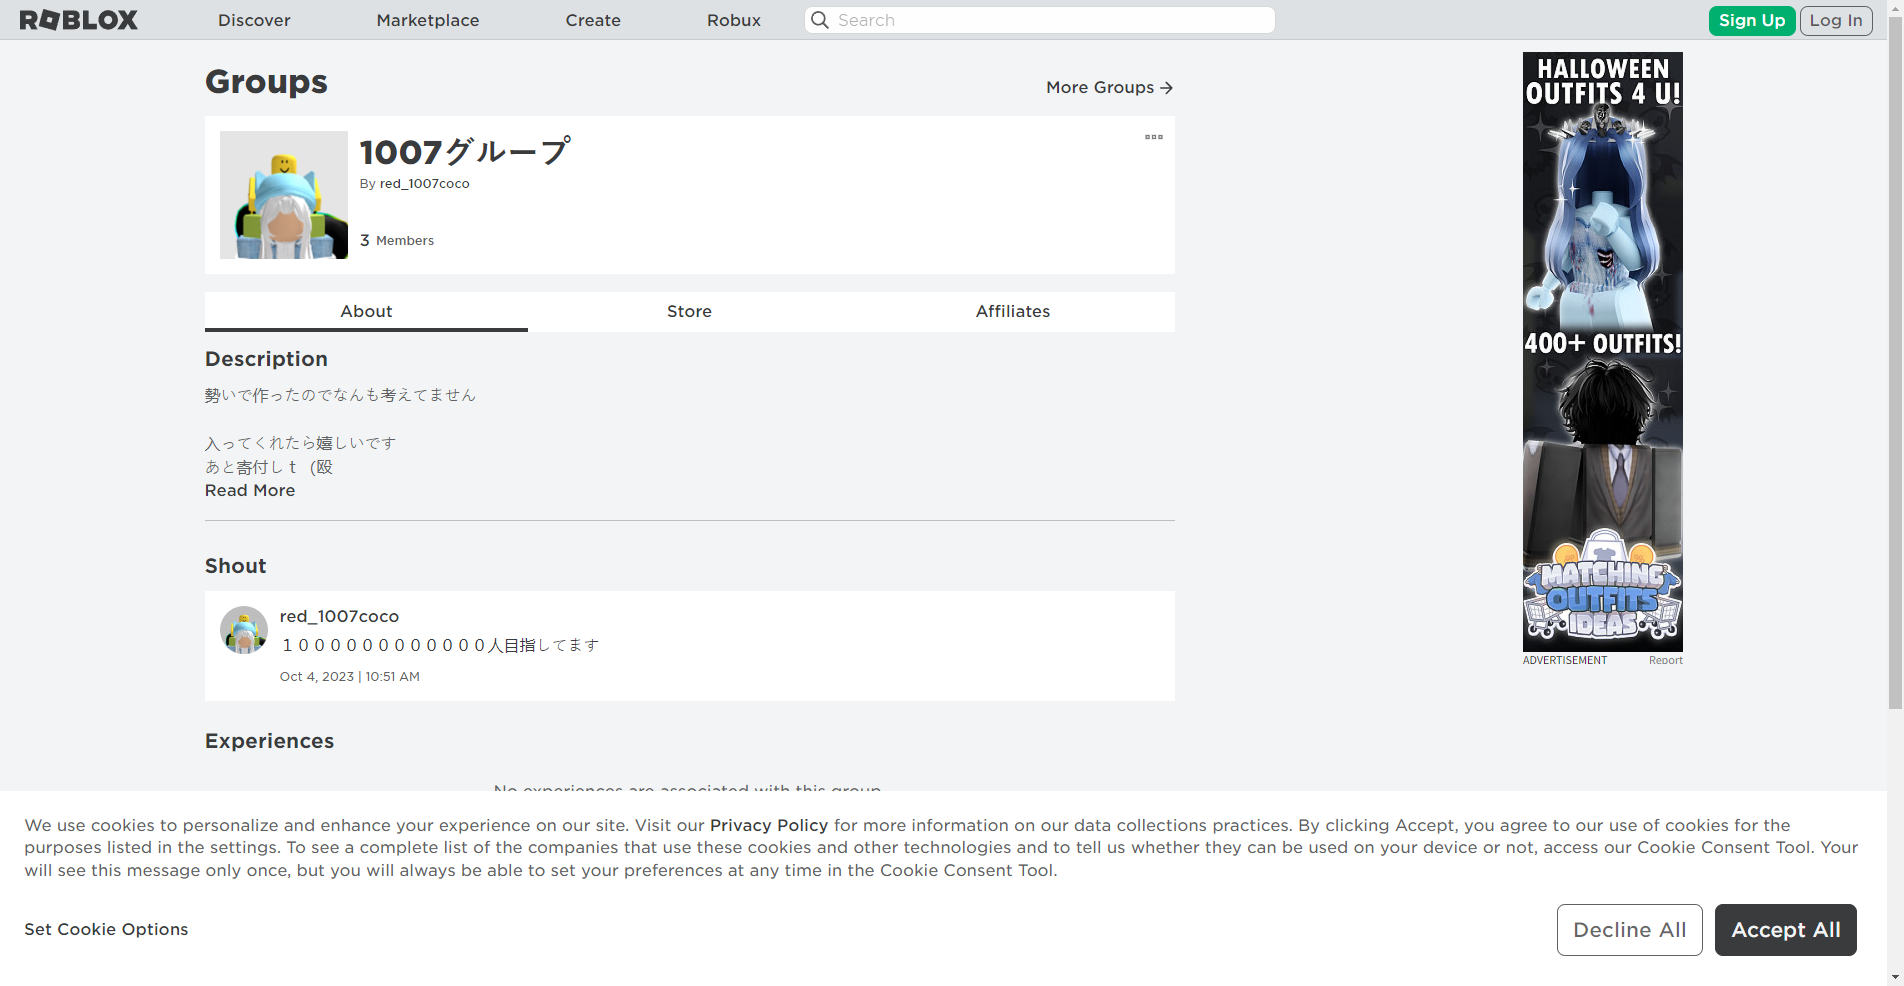 ROBLOX
Discover
Marketplace
Create
Robux
Search
Sign Up
Log In
Groups
More Groups →
1007グループ
By red_1007coco
3 Members
About
Store
Affiliates
Description
勢いで作ったのでなんも考えてません
入ってくれたら嬉しいです
あと寄付しｔ（殴
Read More
Shout
red_1007coco
１００００００００００００人目指してます
Oct 4, 2023 | 10:51 AM
Experiences
No experiences are associated with this group
HALLOWEEN
OUTFITS 4 U!
400+ OUTFITS!
MATCHING
OUTFITS
IDEAS
ADVERTISEMENT
Report
We use cookies to personalize and enhance your experience on our site. Visit our Privacy Policy for more information on our data collections practices. By clicking Accept, you agree to our use of cookies for the
purposes listed in the settings. To see a complete list of the companies that use these cookies and other technologies and to tell us whether they can be used on your device or not, access our Cookie Consent Tool. Your
will see this message only once, but you will always be able to set your preferences at any time in the Cookie Consent Tool.
Set Cookie Options
Decline All
Accept All